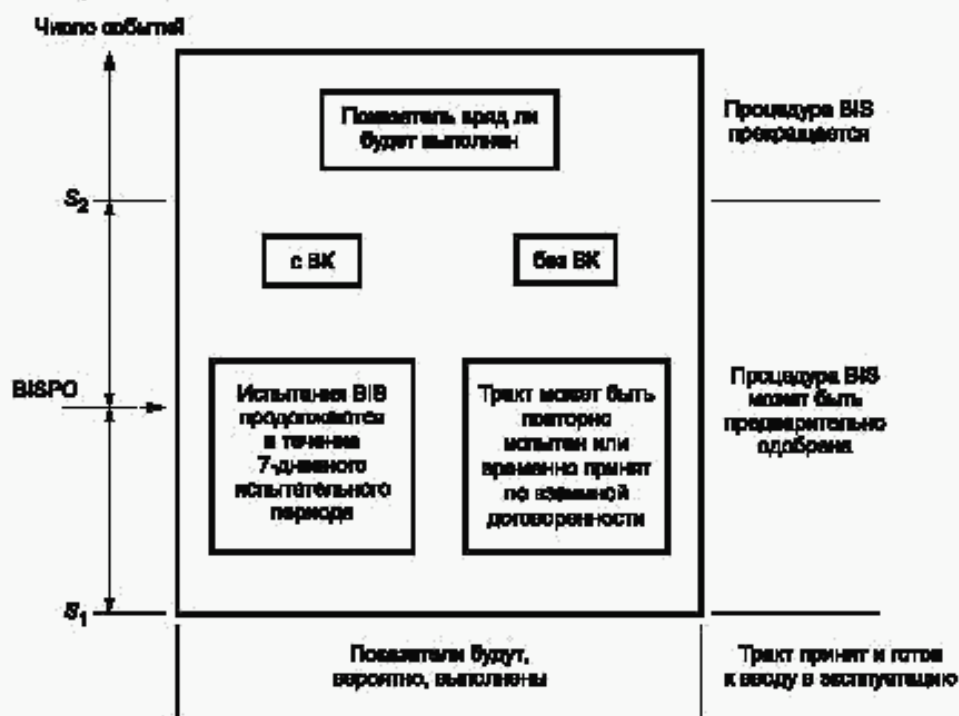 Число событий
Показатель вряд ли
будет выполнен
Процедура BIS
прекращается
S2
с ВК
без ВК
BISPO
Испытания BIS
продолжаются
в течение
7-дневного
испытательного
периода
Тракт может быть
повторно
испытан или
временно принят
по взаимной
договоренности
Процедура BIS
может быть
предварительно
одобрена
S1
Показатели будут,
вероятно, выполнены
Тракт принят и готов
к вводу в эксплуатацию